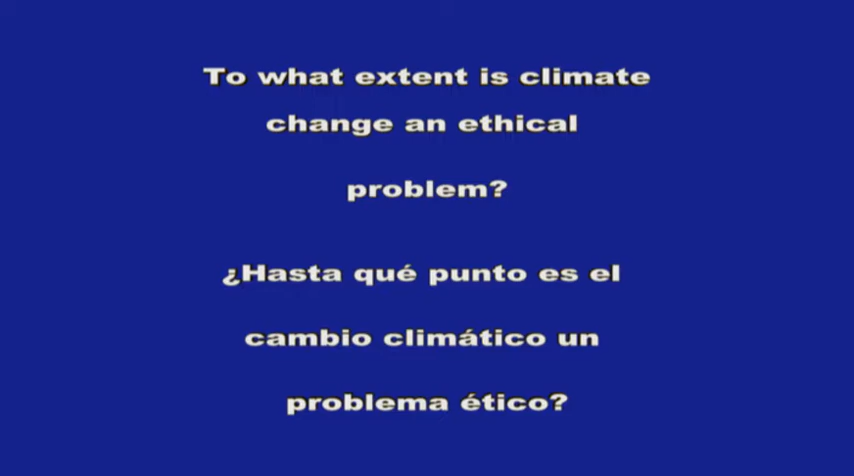 To what extent is climate
change an ethical
problem?
¿Hasta qué punto es el
cambio climático un
problema ético?